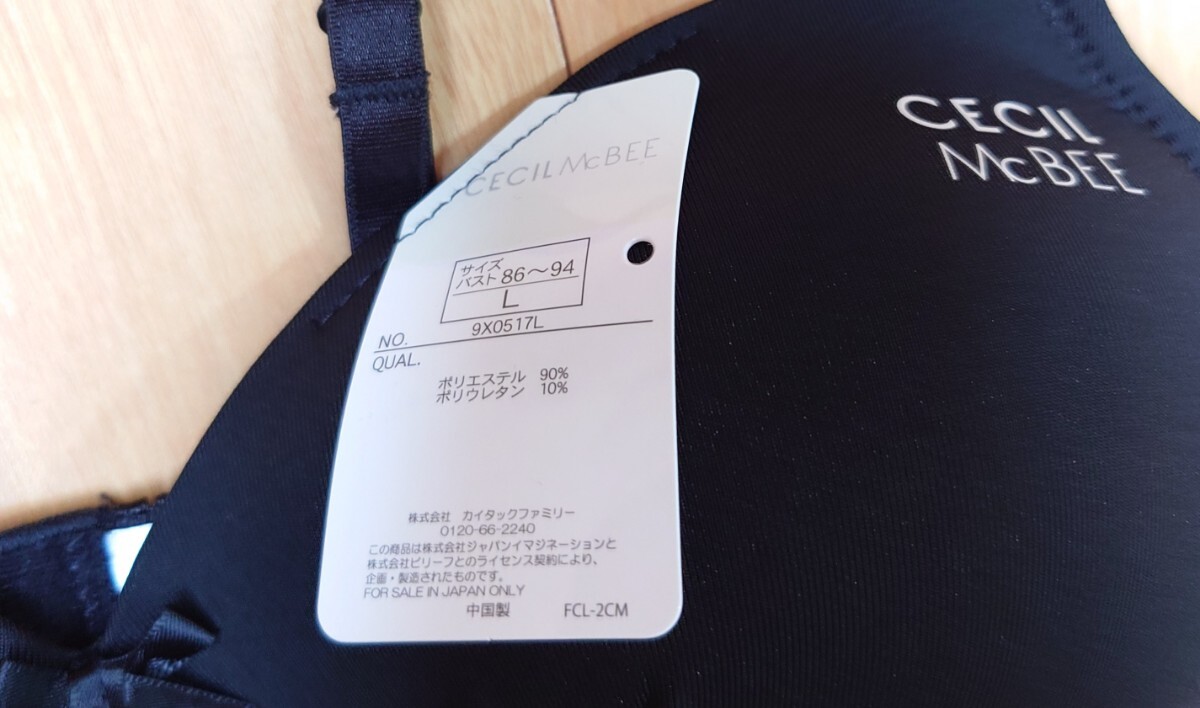 CECIL McBEE
サイズ
バスト 86～94
L
NO. 9X0517L
QUAL.
ポリエステル 90%
ポリウレタン 10%
株式会社 カイタックファミリー
0120-66-2240
この商品は株式会社ジャパンイマジネーションと
株式会社ビリーフとのライセンス契約により、
企画・製造されたものです。
FOR SALE IN JAPAN ONLY
中国製 FCL-2CM
CECIL
McBEE